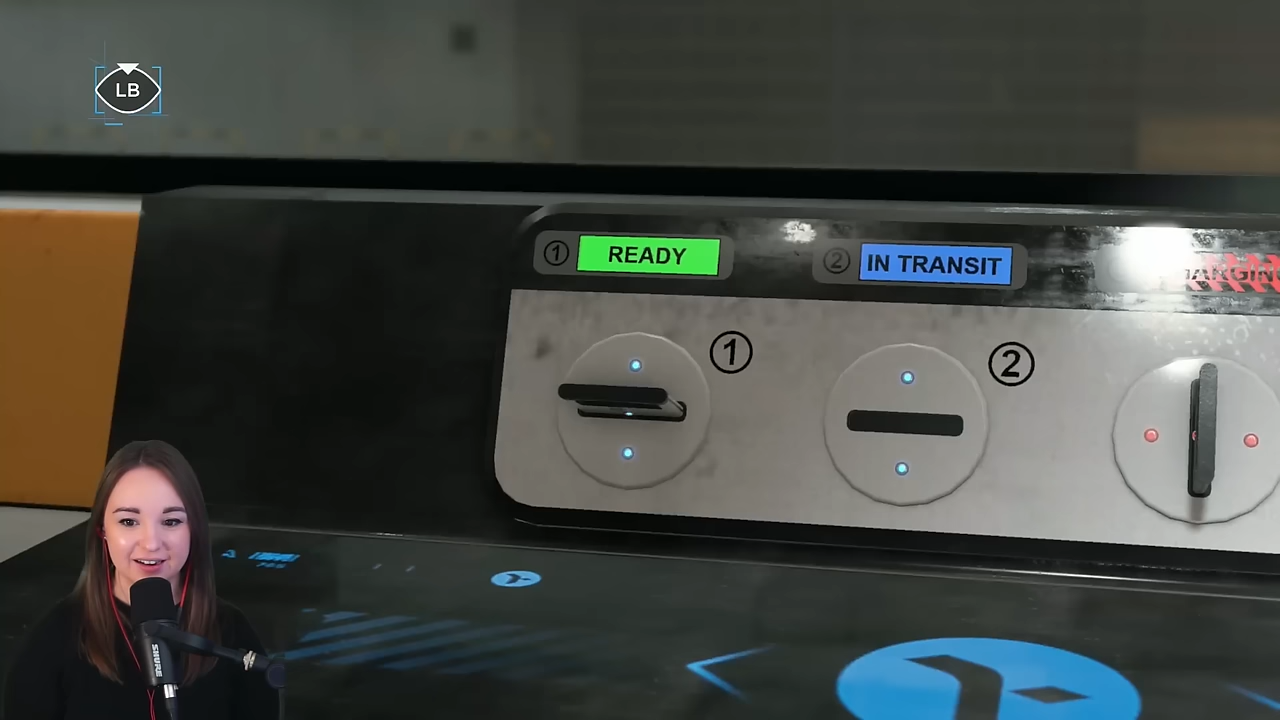 LB
① READY
② IN TRANSIT
①
②
SHURE